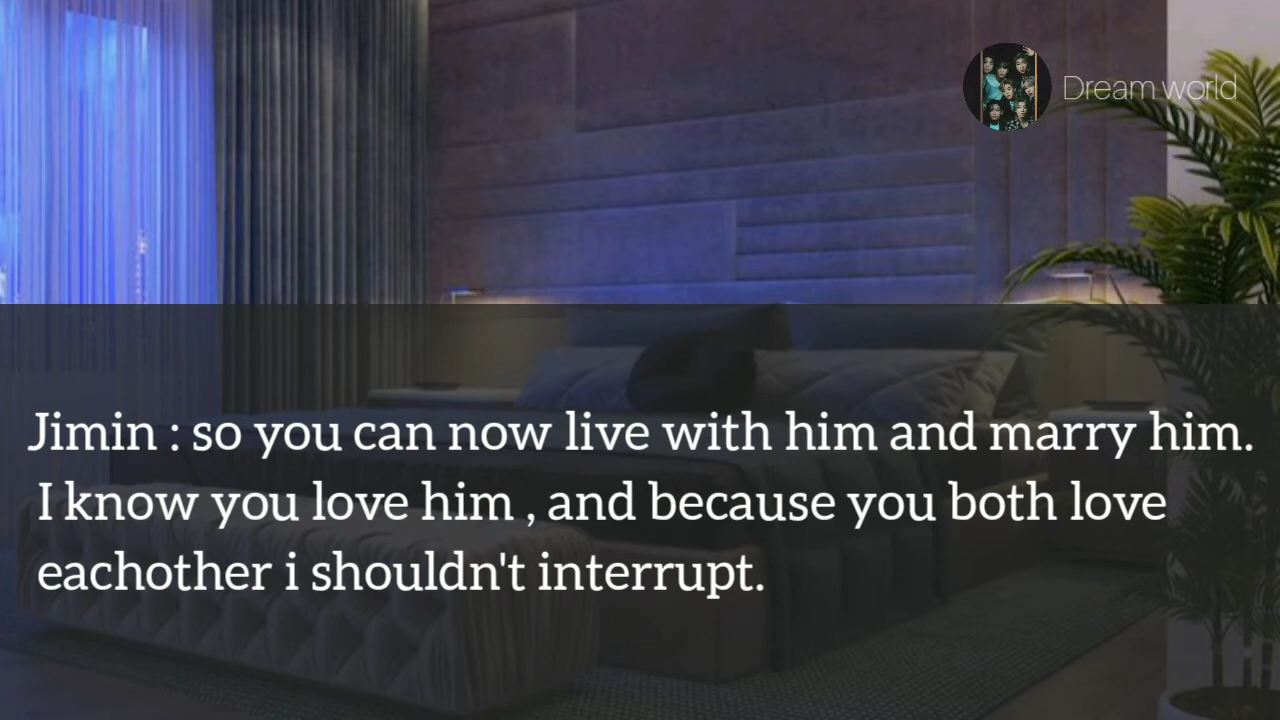 Dream world
Jimin : so you can now live with him and marry him.
I know you love him , and because you both love
eachother i shouldn't interrupt.